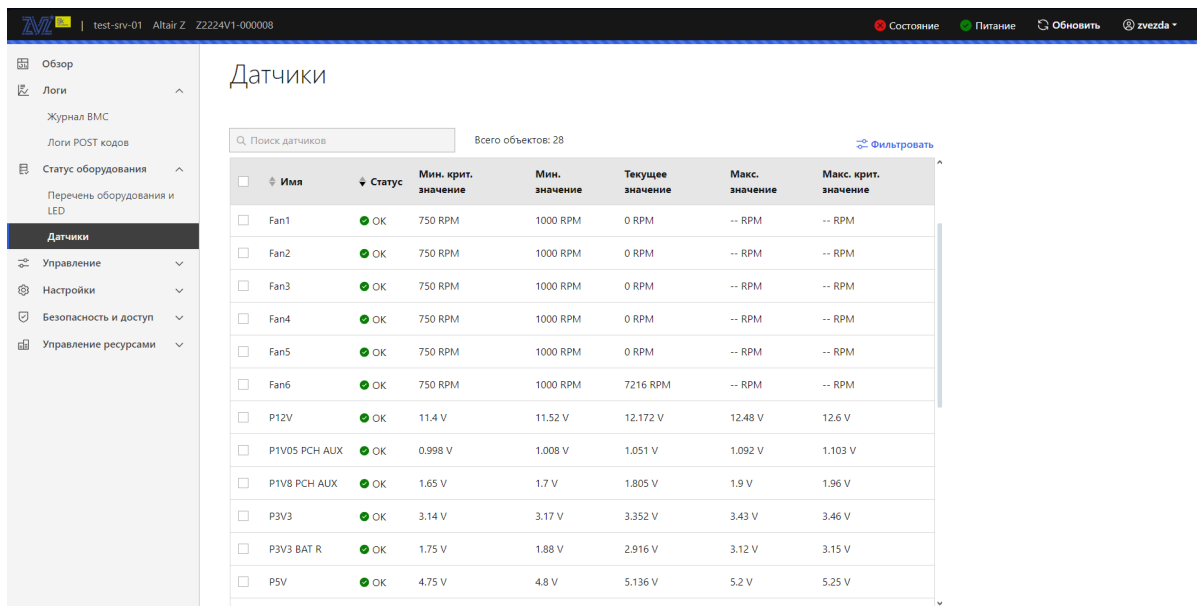 ZVZ | test-srv-01 Altair Z Z2224V1-000008 Состояние Питание Обновить zvezda
Обзор
Логи
Журнал BMC
Логи POST кодов
Статус оборудования
Перечень оборудования и
LED
Датчики
Управление
Настройки
Безопасность и доступ
Управление ресурсами
Датчики
Поиск датчиков Всего объектов: 28 Фильтровать
Имя Статус Мин. крит. значение Мин. значение Текущее значение Макс. значение Макс. крит. значение
Fan1 OK 750 RPM 1000 RPM 0 RPM -- RPM -- RPM
Fan2 OK 750 RPM 1000 RPM 0 RPM -- RPM -- RPM
Fan3 OK 750 RPM 1000 RPM 0 RPM -- RPM -- RPM
Fan4 OK 750 RPM 1000 RPM 0 RPM -- RPM -- RPM
Fan5 OK 750 RPM 1000 RPM 0 RPM -- RPM -- RPM
Fan6 OK 750 RPM 1000 RPM 7216 RPM -- RPM -- RPM
P12V OK 11.4 V 11.52 V 12.172 V 12.48 V 12.6 V
P1V05 PCH AUX OK 0.998 V 1.008 V 1.051 V 1.092 V 1.103 V
P1V8 PCH AUX OK 1.65 V 1.7 V 1.805 V 1.9 V 1.96 V
P3V3 OK 3.14 V 3.17 V 3.352 V 3.43 V 3.46 V
P3V3 BAT R OK 1.75 V 1.88 V 2.916 V 3.12 V 3.15 V
P5V OK 4.75 V 4.8 V 5.136 V 5.2 V 5.25 V